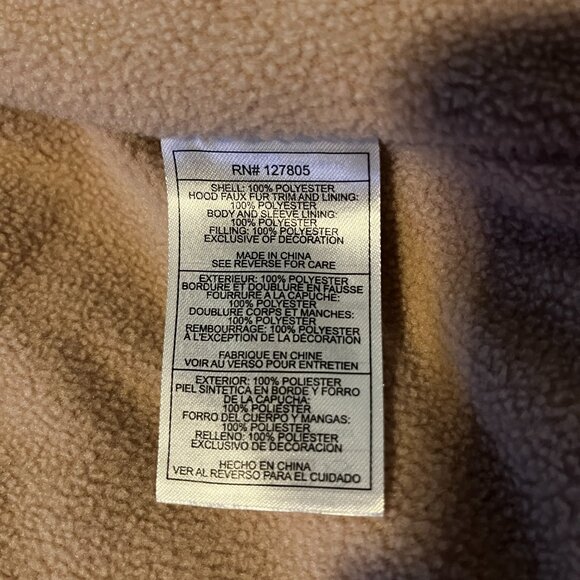 RN# 127805
SHELL: 100% POLYESTER
HOOD FAUX FUR TRIM AND LINING:
100% POLYESTER
BODY AND SLEEVE LINING:
100% POLYESTER
FILLING: 100% POLYESTER
EXCLUSIVE OF DECORATION
MADE IN CHINA
SEE REVERSE FOR CARE
EXTERIEUR: 100% POLYESTER
BORDURE ET DOUBLURE EN FAUSSE
FOURRURE A LA CAPUCHE:
100% POLYESTER
DOUBLURE CORPS ET MANCHES:
100% POLYESTER
REMBOURRAGE: 100% POLYESTER
A L'EXCEPTION DE LA DECORATION
FABRIQUE EN CHINE
VOIR AU VERSO POUR ENTRETIEN
EXTERIOR: 100% POLIESTER
PIEL SINTETICA EN BORDE Y FORRO
DE LA CAPUCHA:
100% POLIESTER
FORRO DEL CUERPO Y MANGAS:
100% POLIESTER
RELLENO: 100% POLIESTER
EXCLUSIVO DE DECORACION
HECHO EN CHINA
VER AL REVERSO PARA EL CUIDADO